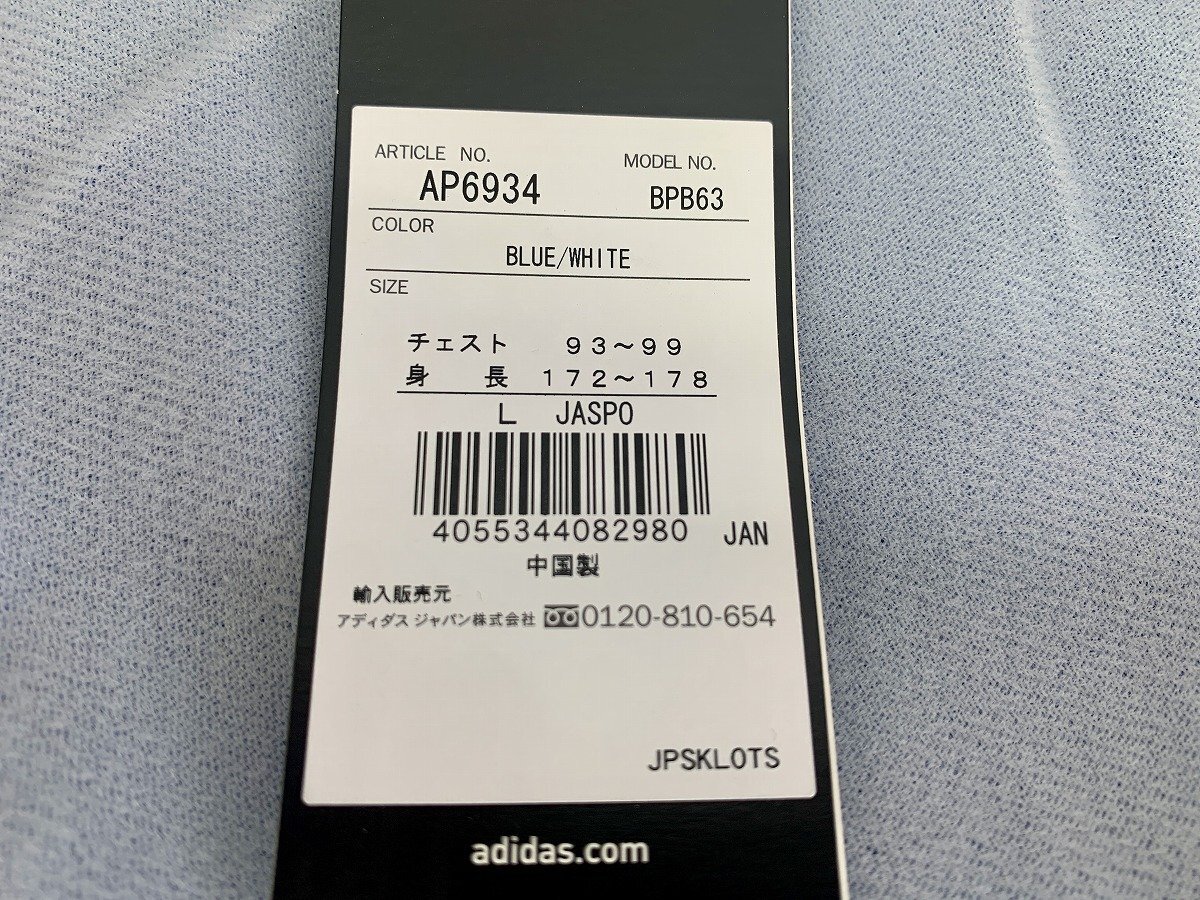 ARTICLE NO. MODEL NO.
AP6934 BPB63
COLOR
BLUE/WHITE
SIZE
チェスト 93～99
身 長 172～178
L JASPO
4055344082980 JAN
中国製
輸入販売元
アディダス ジャパン株式会社 0120-810-654
JPSKLOTS
adidas.com